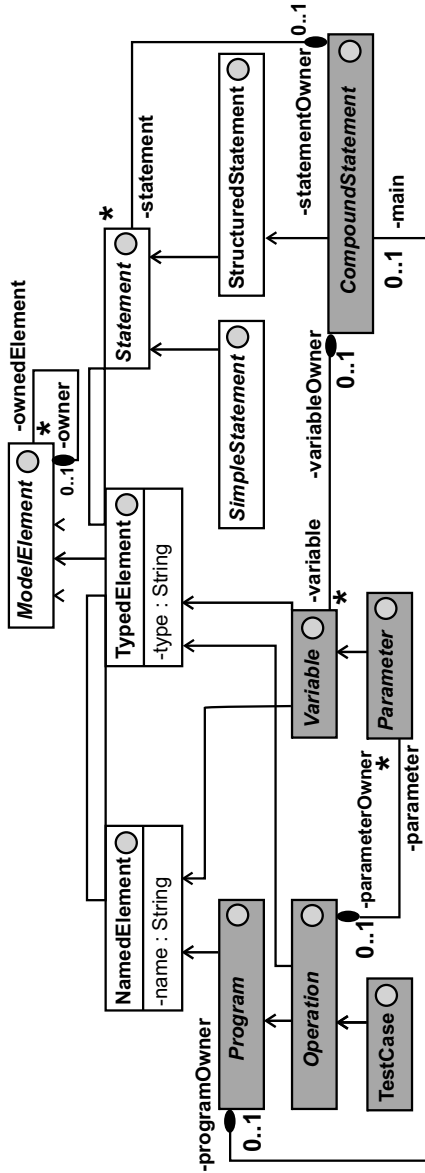 -ownedElement
*
-owner
0..1
ModelElement
NamedElement
-name : String
TypedElement
-type : String
Statement
*
-statement
SimpleStatement
StructuredStatement
0..1
-statementOwner
-programOwner
0..1
Program
Operation
0..1
-parameterOwner
TestCase
Variable
*
-variable
-variableOwner
0..1
Parameter
*
-parameter
CompoundStatement
0..1
-main